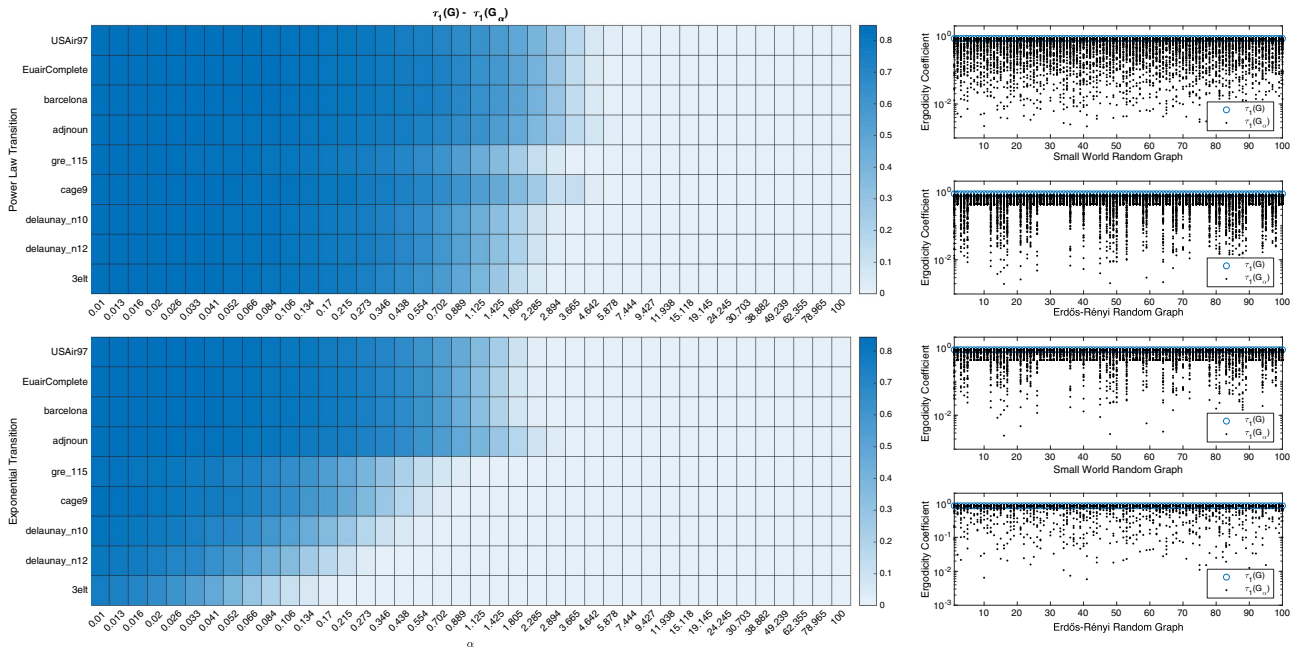 τ₁(G) - τ₁(G_α)
Power Law Transition
USAir97
EuairComplete
barcelona
adjnoun
gre_115
cage9
delaunay_n10
delaunay_n12
3elt
0.01 0.013 0.016 0.02 0.026 0.033 0.041 0.052 0.066 0.084 0.106 0.134 0.17 0.215 0.273 0.346 0.438 0.554 0.702 0.889 1.125 1.425 1.805 2.285 2.894 3.665 4.642 5.878 7.444 9.427 11.938 15.118 19.145 24.245 30.703 38.882 49.239 62.355 78.965 100
0.8
0.7
0.6
0.5
0.4
0.3
0.2
0.1
0
Exponential Transition
USAir97
EuairComplete
barcelona
adjnoun
gre_115
cage9
delaunay_n10
delaunay_n12
3elt
0.01 0.013 0.016 0.02 0.026 0.033 0.041 0.052 0.066 0.084 0.106 0.134 0.17 0.215 0.273 0.346 0.438 0.554 0.702 0.889 1.125 1.425 1.805 2.285 2.894 3.665 4.642 5.878 7.444 9.427 11.938 15.118 19.145 24.245 30.703 38.882 49.239 62.355 78.965 100
α
0.8
0.7
0.6
0.5
0.4
0.3
0.2
0.1
0
Ergodicity Coefficient
10⁰
10⁻²
τ₁(G)
τ₁(G_α)
10 20 30 40 50 60 70 80 90 100
Small World Random Graph
Ergodicity Coefficient
10⁰
10⁻²
τ₁(G)
τ₁(G_α)
10 20 30 40 50 60 70 80 90 100
Erdős-Rényi Random Graph
Ergodicity Coefficient
10⁰
10⁻²
τ₁(G)
τ₁(G_α)
10 20 30 40 50 60 70 80 90 100
Small World Random Graph
Ergodicity Coefficient
10⁰
10⁻¹
10⁻²
10⁻³
τ₁(G)
τ₁(G_α)
10 20 30 40 50 60 70 80 90 100
Erdős-Rényi Random Graph